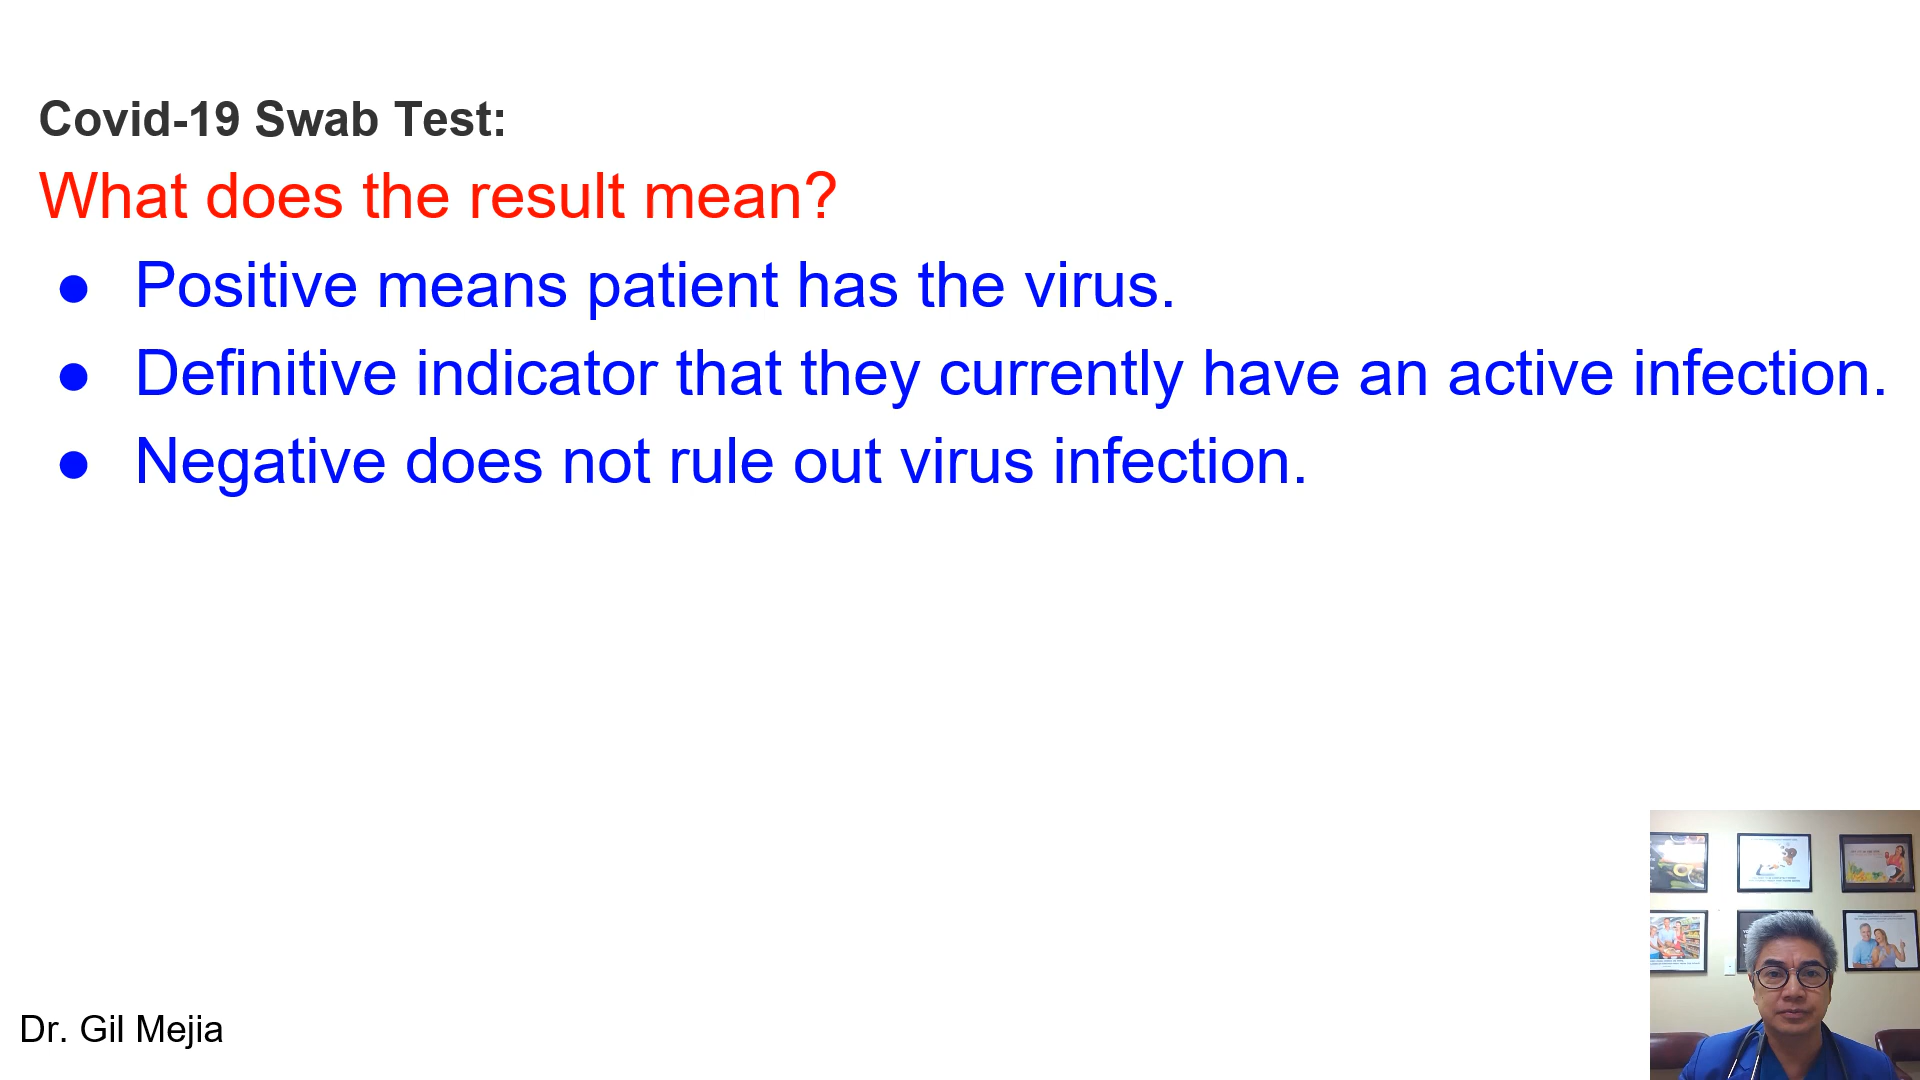 Covid-19 Swab Test:
What does the result mean?
● Positive means patient has the virus.
● Definitive indicator that they currently have an active infection.
● Negative does not rule out virus infection.
Dr. Gil Mejia